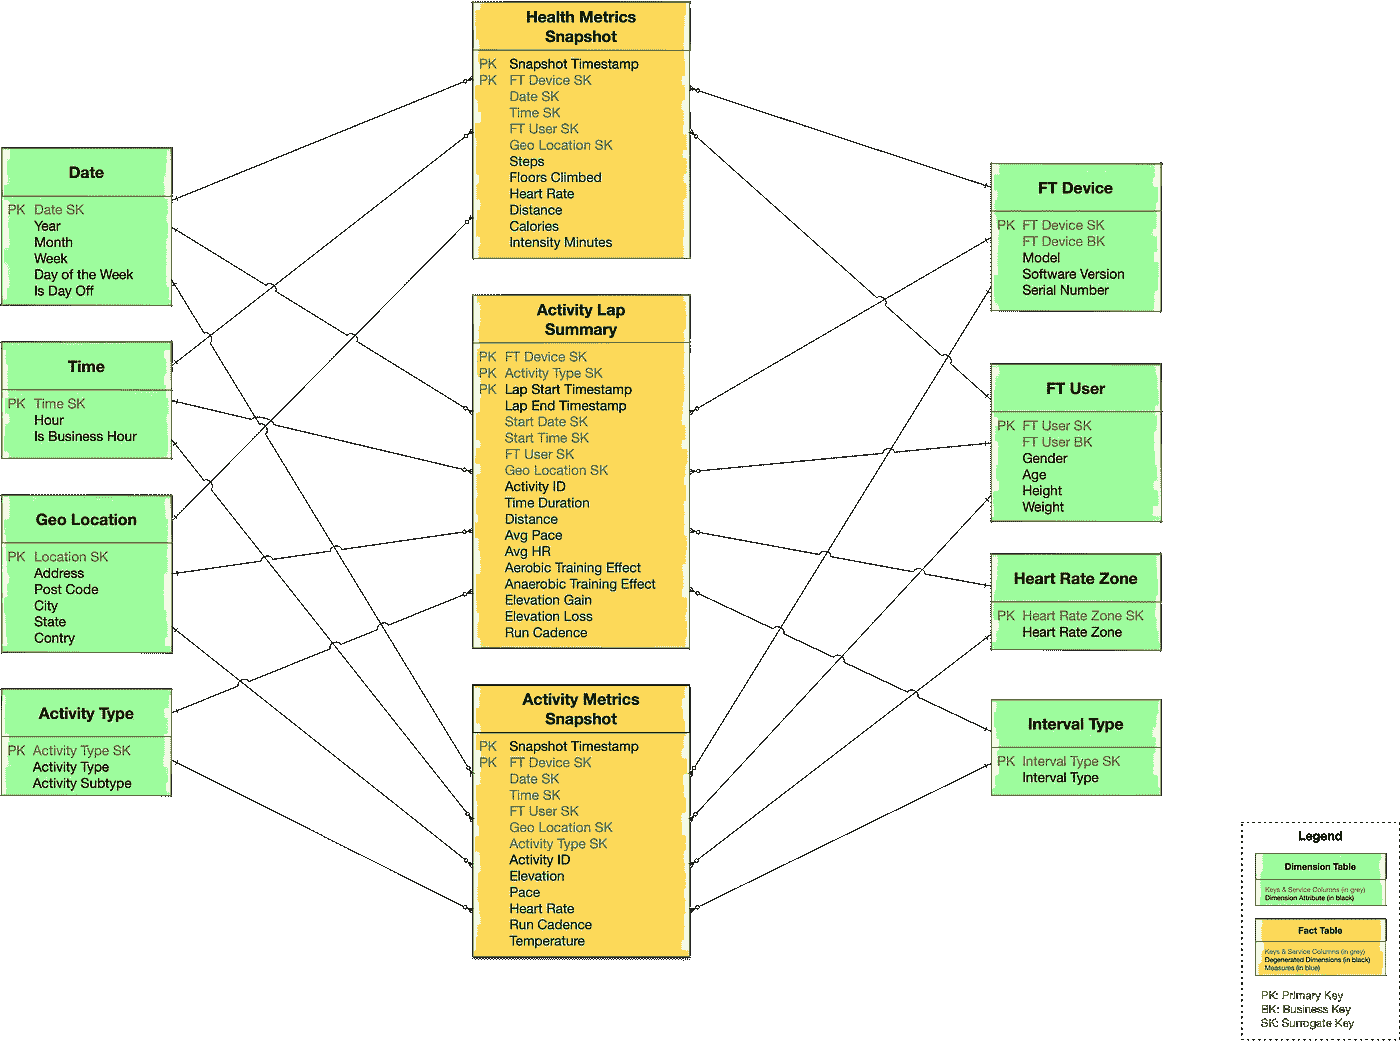 Health Metrics
Snapshot
PK Snapshot Timestamp
PK FT Device SK
Date SK
Time SK
FT User SK
Geo Location SK
Steps
Floors Climbed
Heart Rate
Distance
Calories
Intensity Minutes
Date
PK Date SK
Year
Month
Week
Day of the Week
Is Day Off
Time
PK Time SK
Hour
Is Business Hour
Geo Location
PK Location SK
Address
Post Code
City
State
Contry
Activity Type
PK Activity Type SK
Activity Type
Activity Subtype
Activity Lap
Summary
PK FT Device SK
PK Activity Type SK
PK Lap Start Timestamp
Lap End Timestamp
Start Date SK
Start Time SK
FT User SK
Geo Location SK
Activity ID
Time Duration
Distance
Avg Pace
Avg HR
Aerobic Training Effect
Anaerobic Training Effect
Elevation Gain
Elevation Loss
Run Cadence
Activity Metrics
Snapshot
PK Snapshot Timestamp
PK FT Device SK
Date SK
Time SK
FT User SK
Geo Location SK
Activity Type SK
Activity ID
Elevation
Pace
Heart Rate
Run Cadence
Temperature
FT Device
PK FT Device SK
FT Device BK
Model
Software Version
Serial Number
FT User
PK FT User SK
FT User BK
Gender
Age
Height
Weight
Heart Rate Zone
PK Heart Rate Zone SK
Heart Rate Zone
Interval Type
PK Interval Type SK
Interval Type
Legend
Dimension Table
Keys & Service Columns (in grey)
Dimension Attribute (in black)
Fact Table
Keys & Service Columns (in grey)
Degenerated Dimensions (in black)
Measures (in blue)
PK: Primary Key
BK: Business Key
SK: Surrogate Key